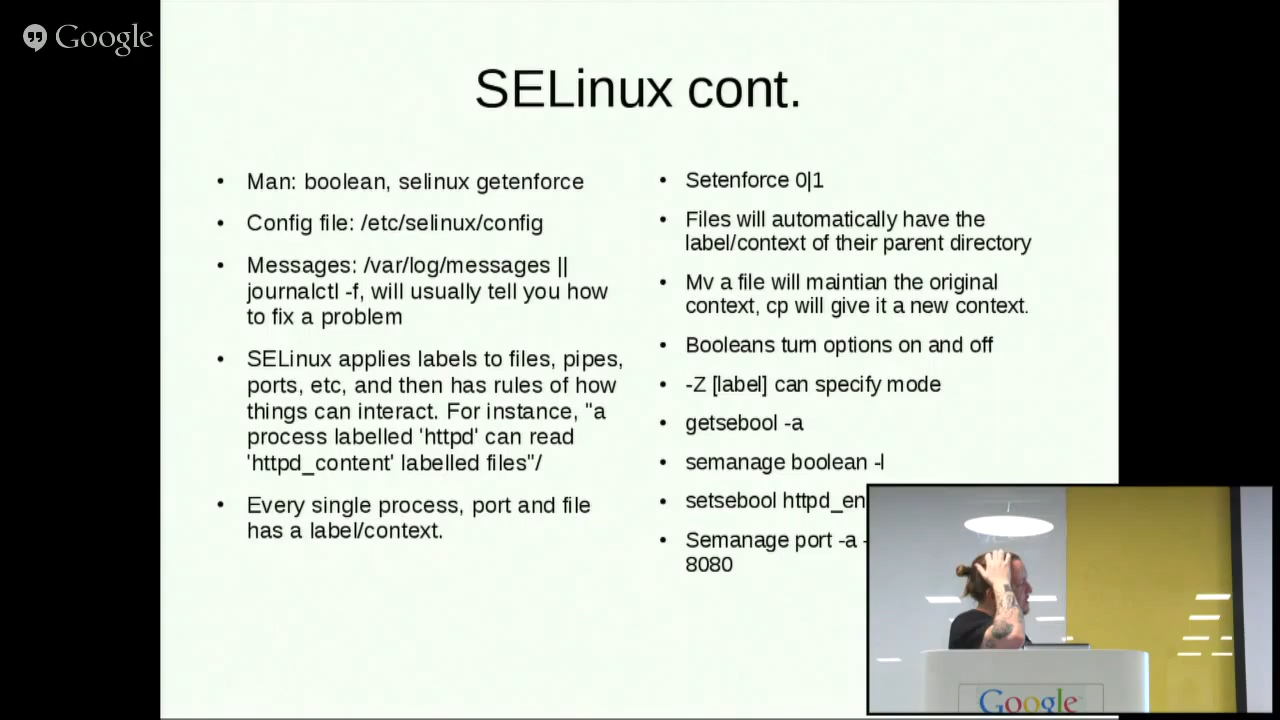 Google
SELinux cont.
• Man: boolean, selinux getenforce
• Config file: /etc/selinux/config
• Messages: /var/log/messages ||
journalctl -f, will usually tell you how
to fix a problem
• SELinux applies labels to files, pipes,
ports, etc, and then has rules of how
things can interact. For instance, "a
process labelled 'httpd' can read
'httpd_content' labelled files"/
• Every single process, port and file
has a label/context.
• Setenforce 0|1
• Files will automatically have the
label/context of their parent directory
• Mv a file will maintian the original
context, cp will give it a new context.
• Booleans turn options on and off
• -Z [label] can specify mode
• getsebool -a
• semanage boolean -l
• setsebool httpd_en
• Semanage port -a -
8080
Google